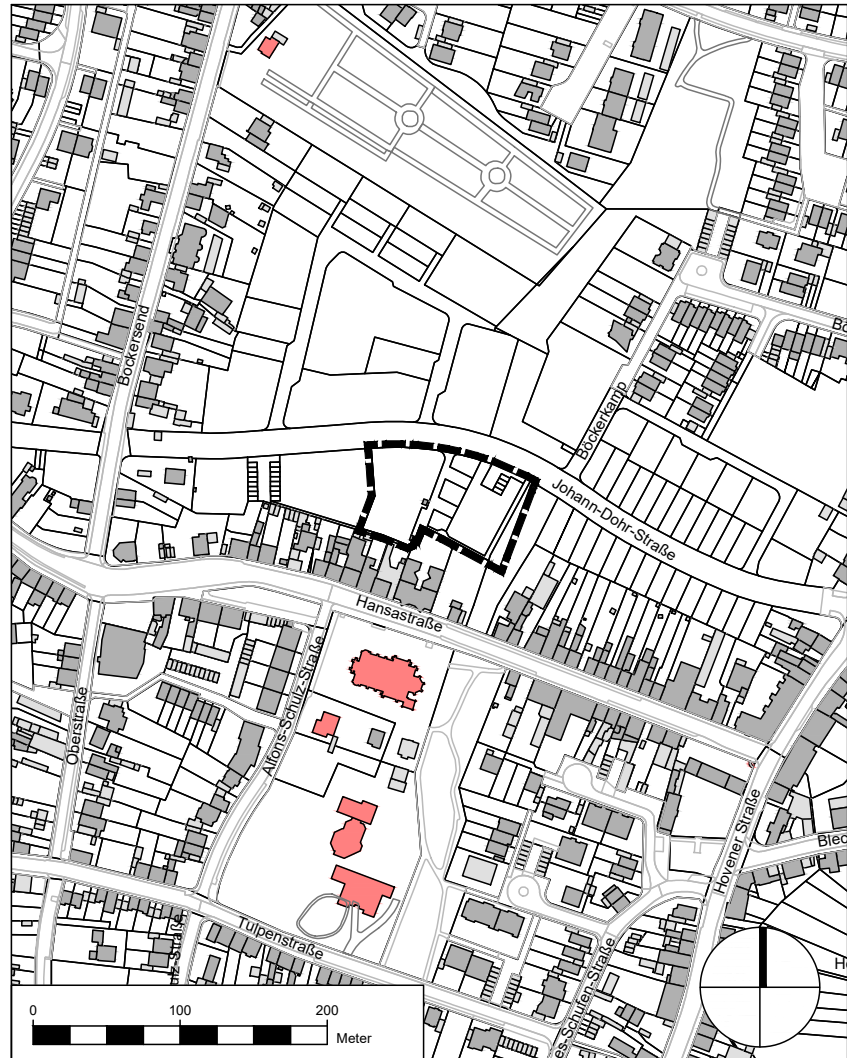 Böckersend
Böckerkamp
Johann-Dohr-Straße
Hansastraße
Alfons-Schulz-Straße
Oberstraße
Hovener Straße
Tulpenstraße
0
100
200
Meter